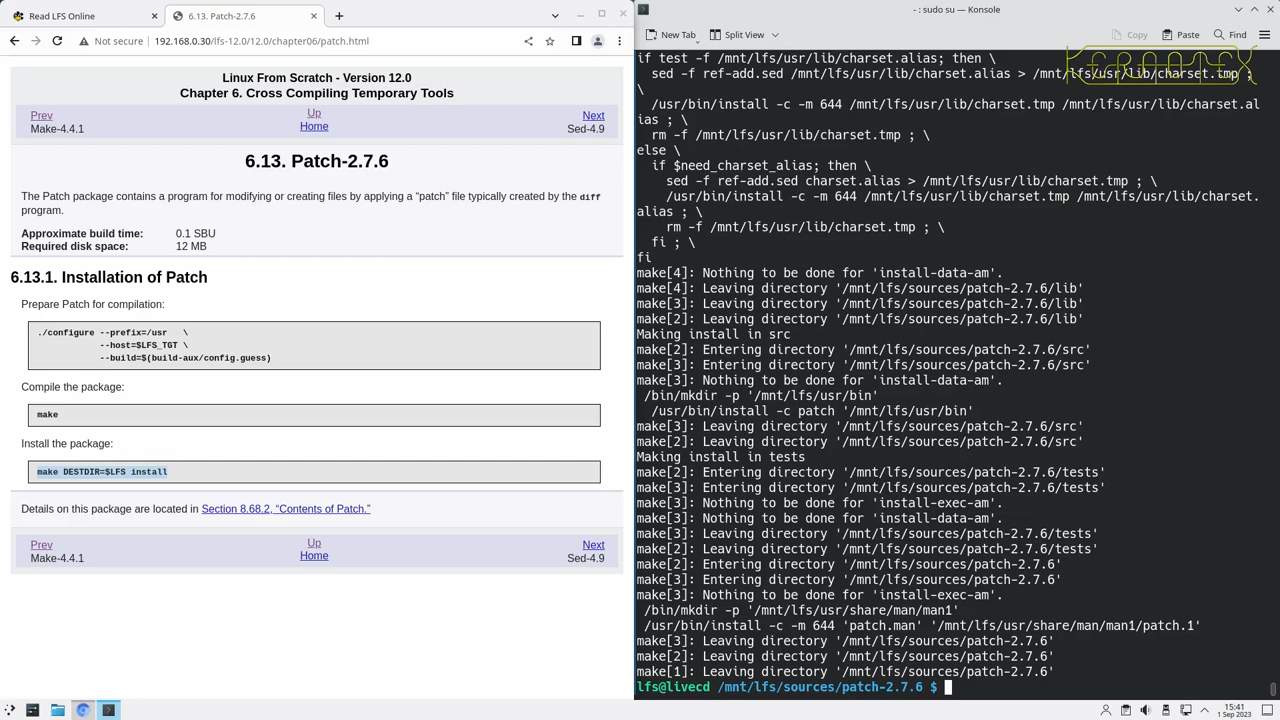 Read LFS Online
6.13. Patch-2.7.6
Not secure
192.168.0.30/lfs-12.0/12.0/chapter06/patch.html
Linux From Scratch - Version 12.0
Chapter 6. Cross Compiling Temporary Tools
Prev
Up
Next
Make-4.4.1
Home
Sed-4.9
6.13. Patch-2.7.6
The Patch package contains a program for modifying or creating files by applying a “patch” file typically created by the diff
program.
Approximate build time: 0.1 SBU
Required disk space: 12 MB
6.13.1. Installation of Patch
Prepare Patch for compilation:
./configure --prefix=/usr \
--host=$LFS_TGT \
--build=$(build-aux/config.guess)
Compile the package:
make
Install the package:
make DESTDIR=$LFS install
Details on this package are located in Section 8.68.2, “Contents of Patch.”
Prev
Up
Next
Make-4.4.1
Home
Sed-4.9
- : sudo su — Konsole
New Tab
Split View
Copy
Paste
Find
KERNOTEX
if test -f /mnt/lfs/usr/lib/charset.alias; then \
sed -f ref-add.sed /mnt/lfs/usr/lib/charset.alias > /mnt/lfs/usr/lib/charset.tmp ;
\
/usr/bin/install -c -m 644 /mnt/lfs/usr/lib/charset.tmp /mnt/lfs/usr/lib/charset.al
ias ; \
rm -f /mnt/lfs/usr/lib/charset.tmp ; \
else \
if $need_charset_alias; then \
sed -f ref-add.sed charset.alias > /mnt/lfs/usr/lib/charset.tmp ; \
/usr/bin/install -c -m 644 /mnt/lfs/usr/lib/charset.tmp /mnt/lfs/usr/lib/charset.
alias ; \
rm -f /mnt/lfs/usr/lib/charset.tmp ; \
fi ; \
fi
make[4]: Nothing to be done for 'install-data-am'.
make[4]: Leaving directory '/mnt/lfs/sources/patch-2.7.6/lib'
make[3]: Leaving directory '/mnt/lfs/sources/patch-2.7.6/lib'
make[2]: Leaving directory '/mnt/lfs/sources/patch-2.7.6/lib'
Making install in src
make[2]: Entering directory '/mnt/lfs/sources/patch-2.7.6/src'
make[3]: Entering directory '/mnt/lfs/sources/patch-2.7.6/src'
make[3]: Nothing to be done for 'install-data-am'.
/bin/mkdir -p '/mnt/lfs/usr/bin'
/usr/bin/install -c patch '/mnt/lfs/usr/bin'
make[3]: Leaving directory '/mnt/lfs/sources/patch-2.7.6/src'
make[2]: Leaving directory '/mnt/lfs/sources/patch-2.7.6/src'
Making install in tests
make[2]: Entering directory '/mnt/lfs/sources/patch-2.7.6/tests'
make[3]: Entering directory '/mnt/lfs/sources/patch-2.7.6/tests'
make[3]: Nothing to be done for 'install-exec-am'.
make[3]: Nothing to be done for 'install-data-am'.
make[3]: Leaving directory '/mnt/lfs/sources/patch-2.7.6/tests'
make[2]: Leaving directory '/mnt/lfs/sources/patch-2.7.6/tests'
make[2]: Entering directory '/mnt/lfs/sources/patch-2.7.6'
make[3]: Entering directory '/mnt/lfs/sources/patch-2.7.6'
make[3]: Nothing to be done for 'install-exec-am'.
/bin/mkdir -p '/mnt/lfs/usr/share/man/man1'
/usr/bin/install -c -m 644 'patch.man' '/mnt/lfs/usr/share/man/man1/patch.1'
make[3]: Leaving directory '/mnt/lfs/sources/patch-2.7.6'
make[2]: Leaving directory '/mnt/lfs/sources/patch-2.7.6'
make[1]: Leaving directory '/mnt/lfs/sources/patch-2.7.6'
lfs@livecd /mnt/lfs/sources/patch-2.7.6 $
15:41
1 Sep 2023